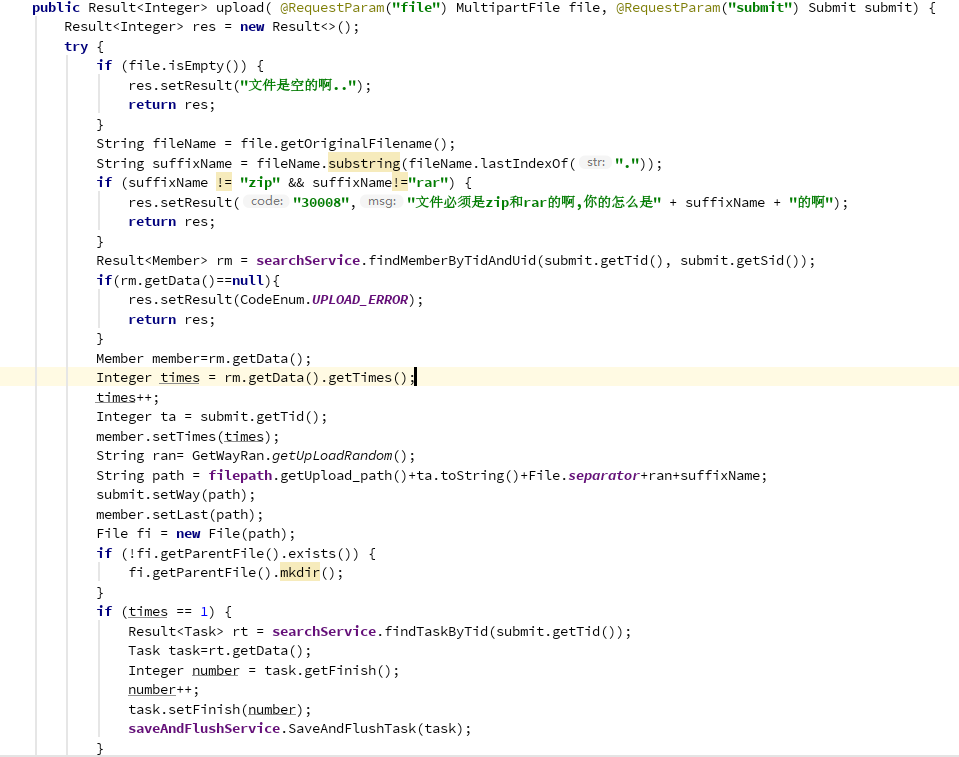 public Result<Integer> upload( @RequestParam("file") MultipartFile file, @RequestParam("submit") Submit submit) {
Result<Integer> res = new Result<>();
try {
if (file.isEmpty()) {
res.setResult("文件是空的啊..");
return res;
}
String fileName = file.getOriginalFilename();
String suffixName = fileName.substring(fileName.lastIndexOf( str: "."));
if (suffixName != "zip" && suffixName!="rar") {
res.setResult( code: "30008", msg: "文件必须是zip和rar的啊,你的怎么是" + suffixName + "的啊");
return res;
}
Result<Member> rm = searchService.findMemberByTidAndUid(submit.getTid(), submit.getSid());
if(rm.getData()==null){
res.setResult(CodeEnum.UPLOAD_ERROR);
return res;
}
Member member=rm.getData();
Integer times = rm.getData().getTimes();
times++;
Integer ta = submit.getTid();
member.setTimes(times);
String ran= GetWayRan.getUpLoadRandom();
String path = filepath.getUpload_path()+ta.toString()+File.separator+ran+suffixName;
submit.setWay(path);
member.setLast(path);
File fi = new File(path);
if (!fi.getParentFile().exists()) {
fi.getParentFile().mkdir();
}
if (times == 1) {
Result<Task> rt = searchService.findTaskByTid(submit.getTid());
Task task=rt.getData();
Integer number = task.getFinish();
number++;
task.setFinish(number);
saveAndFlushService.SaveAndFlushTask(task);
}